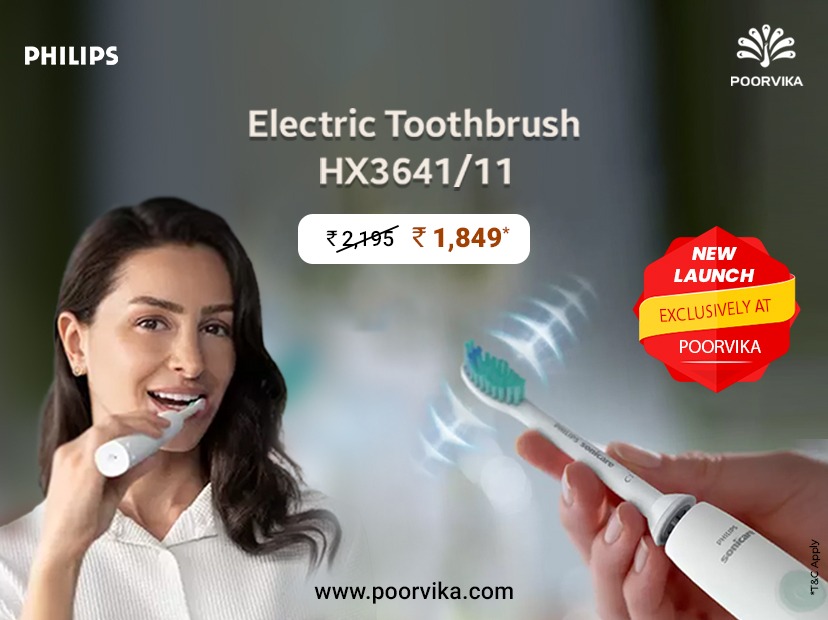 PHILIPS
POORVIKA
Electric Toothbrush
HX3641/11
₹ 2,195 ₹ 1,849*
NEW
LAUNCH
EXCLUSIVELY AT
POORVIKA
PHILIPS sonicare
C1
PHILIPS
sonicare
www.poorvika.com
*T&C Apply